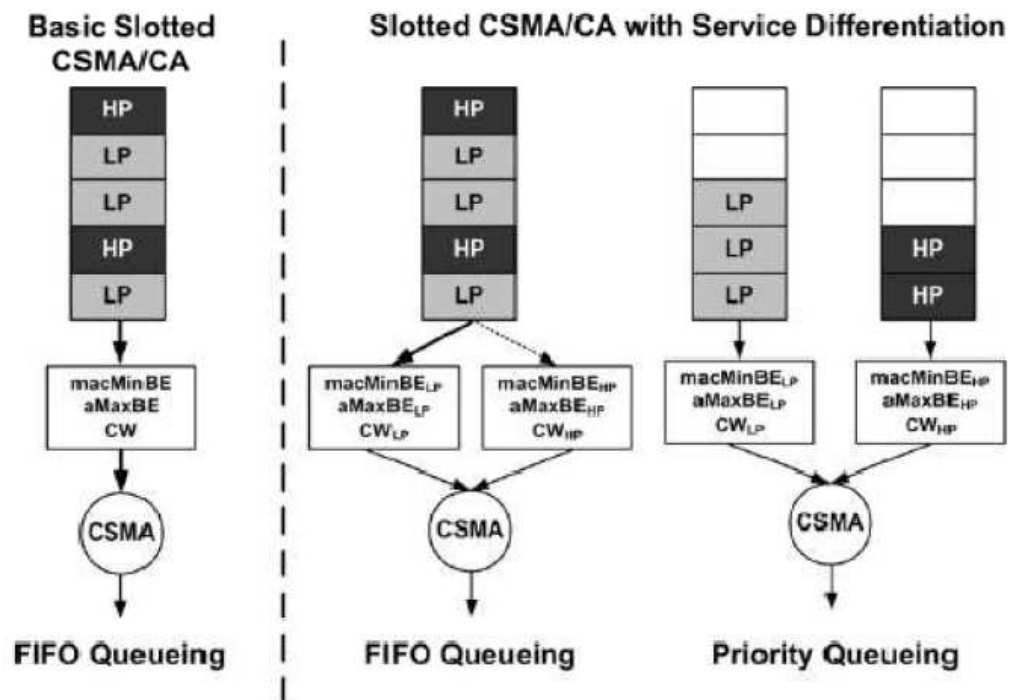 Basic Slotted
CSMA/CA
HP
LP
LP
HP
LP
macMinBE
aMaxBE
CW
CSMA
FIFO Queueing
Slotted CSMA/CA with Service Differentiation
HP
LP
LP
HP
LP
macMinBE_LP
aMaxBE_LP
CW_LP
macMinBE_HP
aMaxBE_HP
CW_HP
CSMA
FIFO Queueing
LP
LP
LP
HP
HP
macMinBE_LP
aMaxBE_LP
CW_LP
macMinBE_HP
aMaxBE_HP
CW_HP
CSMA
Priority Queueing